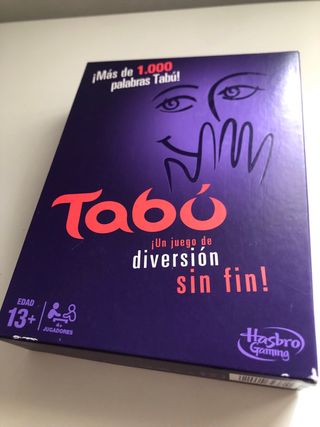 ¡Más de 1.000
palabras Tabú!
Tabú
¡Un juego de
diversión
sin fin!
EDAD
13+
4+
JUGADORES
Hasbro
Gaming